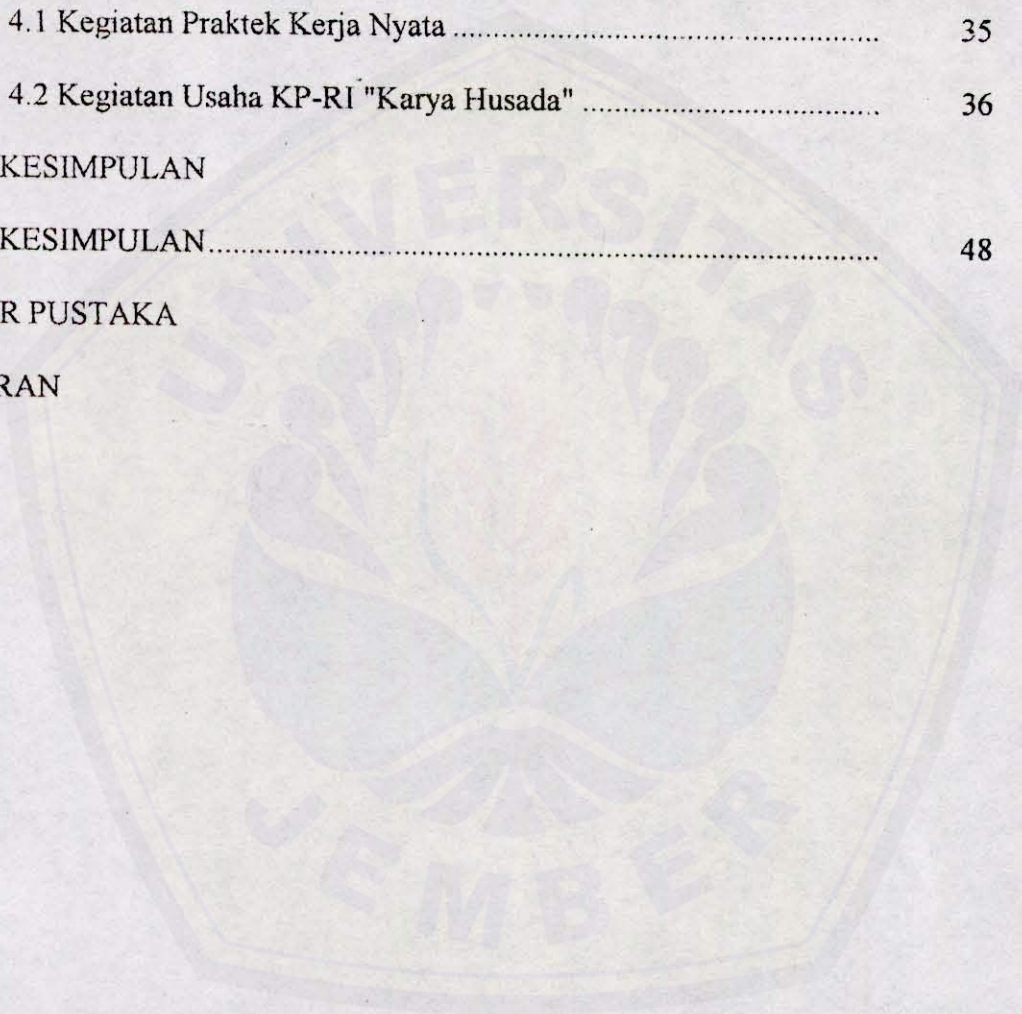 4.1 Kegiatan Praktek Kerja Nyata ........................................................ 35
4.2 Kegiatan Usaha KP-RI "Karya Husada" ........................................ 36
KESIMPULAN
KESIMPULAN............................................................................................ 48
R PUSTAKA
RAN
UNIVERSITAS
JEMBER